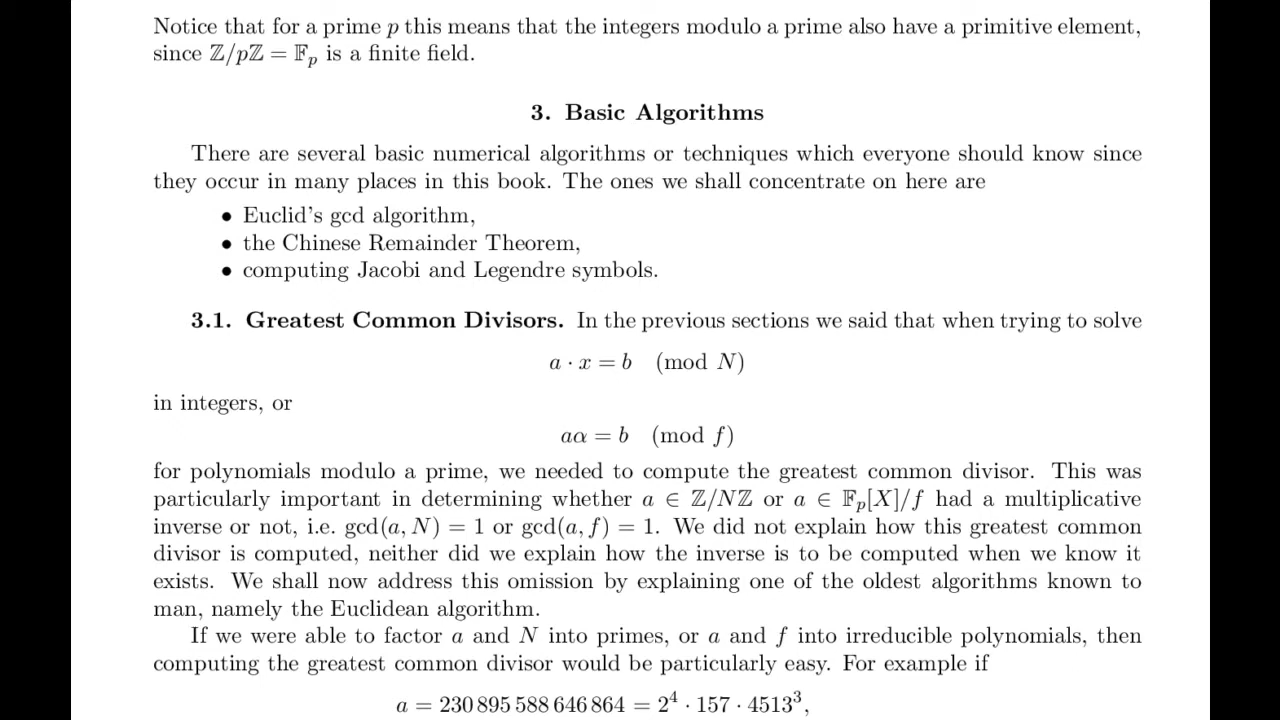 Notice that for a prime p this means that the integers modulo a prime also have a primitive element,
since ℤ/pℤ = 𝔽ₚ is a finite field.
3. Basic Algorithms
There are several basic numerical algorithms or techniques which everyone should know since
they occur in many places in this book. The ones we shall concentrate on here are
• Euclid's gcd algorithm,
• the Chinese Remainder Theorem,
• computing Jacobi and Legendre symbols.
3.1. Greatest Common Divisors. In the previous sections we said that when trying to solve
a · x = b (mod N)
in integers, or
aα = b (mod f)
for polynomials modulo a prime, we needed to compute the greatest common divisor. This was
particularly important in determining whether a ∈ ℤ/Nℤ or a ∈ 𝔽ₚ[X]/f had a multiplicative
inverse or not, i.e. gcd(a, N) = 1 or gcd(a, f) = 1. We did not explain how this greatest common
divisor is computed, neither did we explain how the inverse is to be computed when we know it
exists. We shall now address this omission by explaining one of the oldest algorithms known to
man, namely the Euclidean algorithm.
If we were able to factor a and N into primes, or a and f into irreducible polynomials, then
computing the greatest common divisor would be particularly easy. For example if
a = 230 895 588 646 864 = 2⁴ · 157 · 4513³,